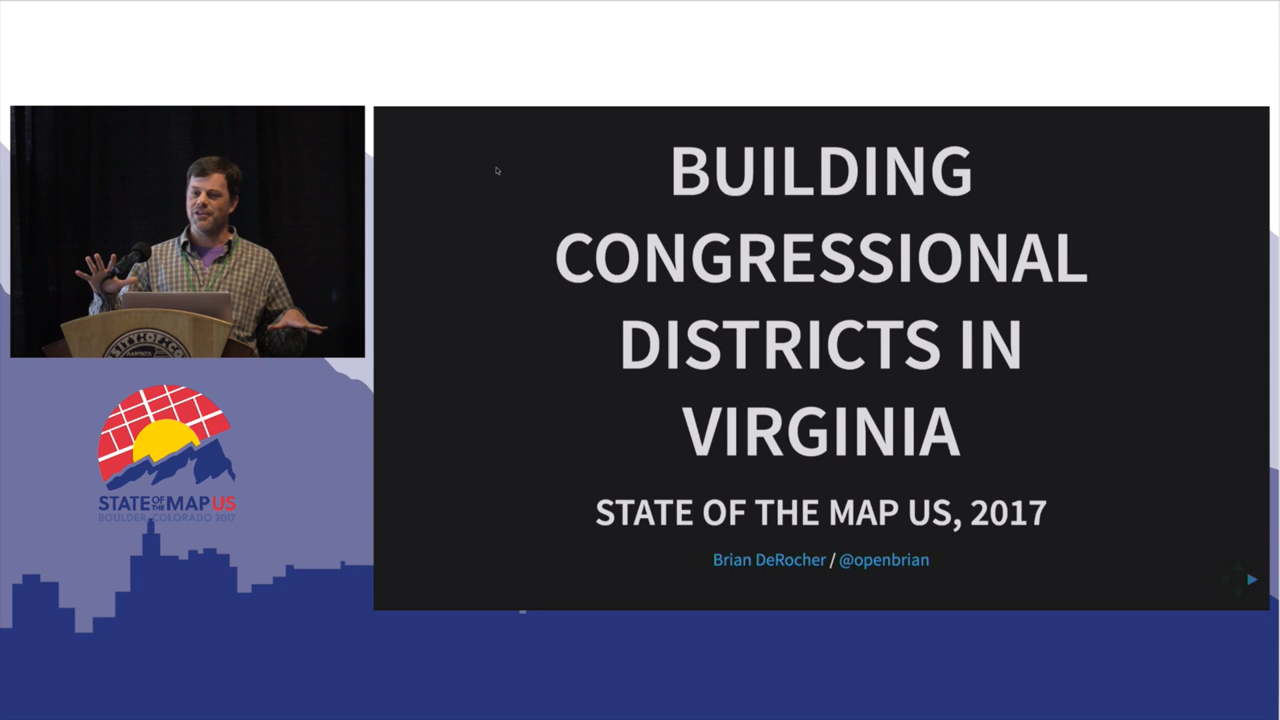 BUILDING
CONGRESSIONAL
DISTRICTS IN
VIRGINIA
STATE OF THE MAP US, 2017
Brian DeRocher / @openbrian
STATE OF THE MAP US
BOULDER, COLORADO 2017